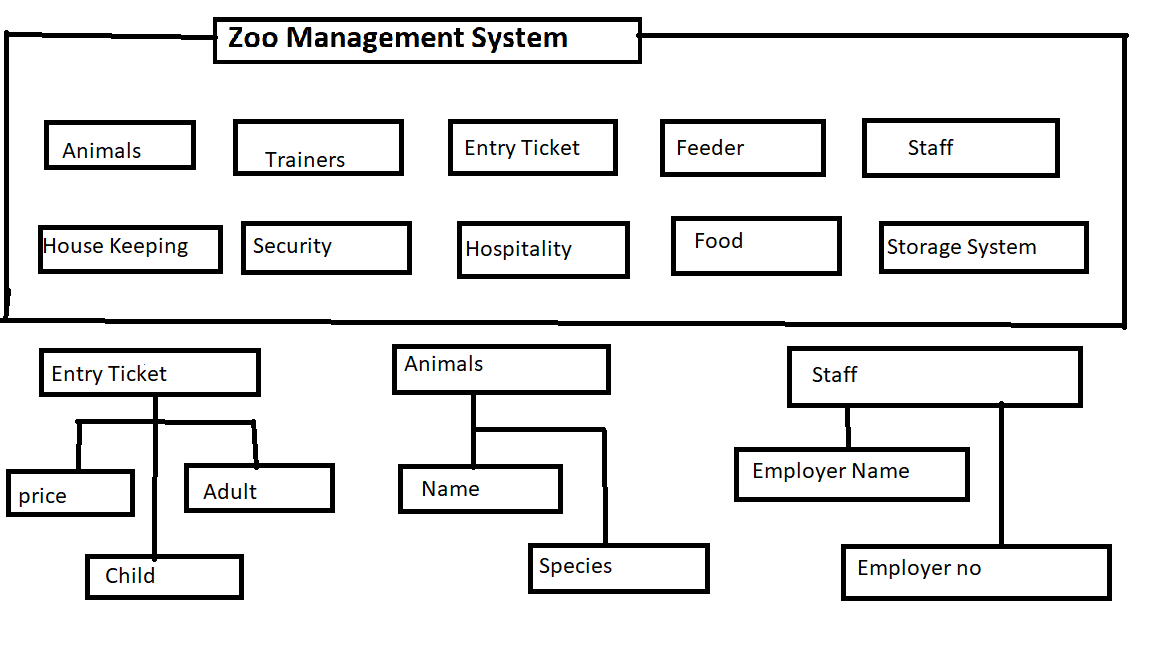 Zoo Management System
Animals
Trainers
Entry Ticket
Feeder
Staff
House Keeping
Security
Hospitality
Food
Storage System
Entry Ticket
price
Adult
Child
Animals
Name
Species
Staff
Employer Name
Employer no